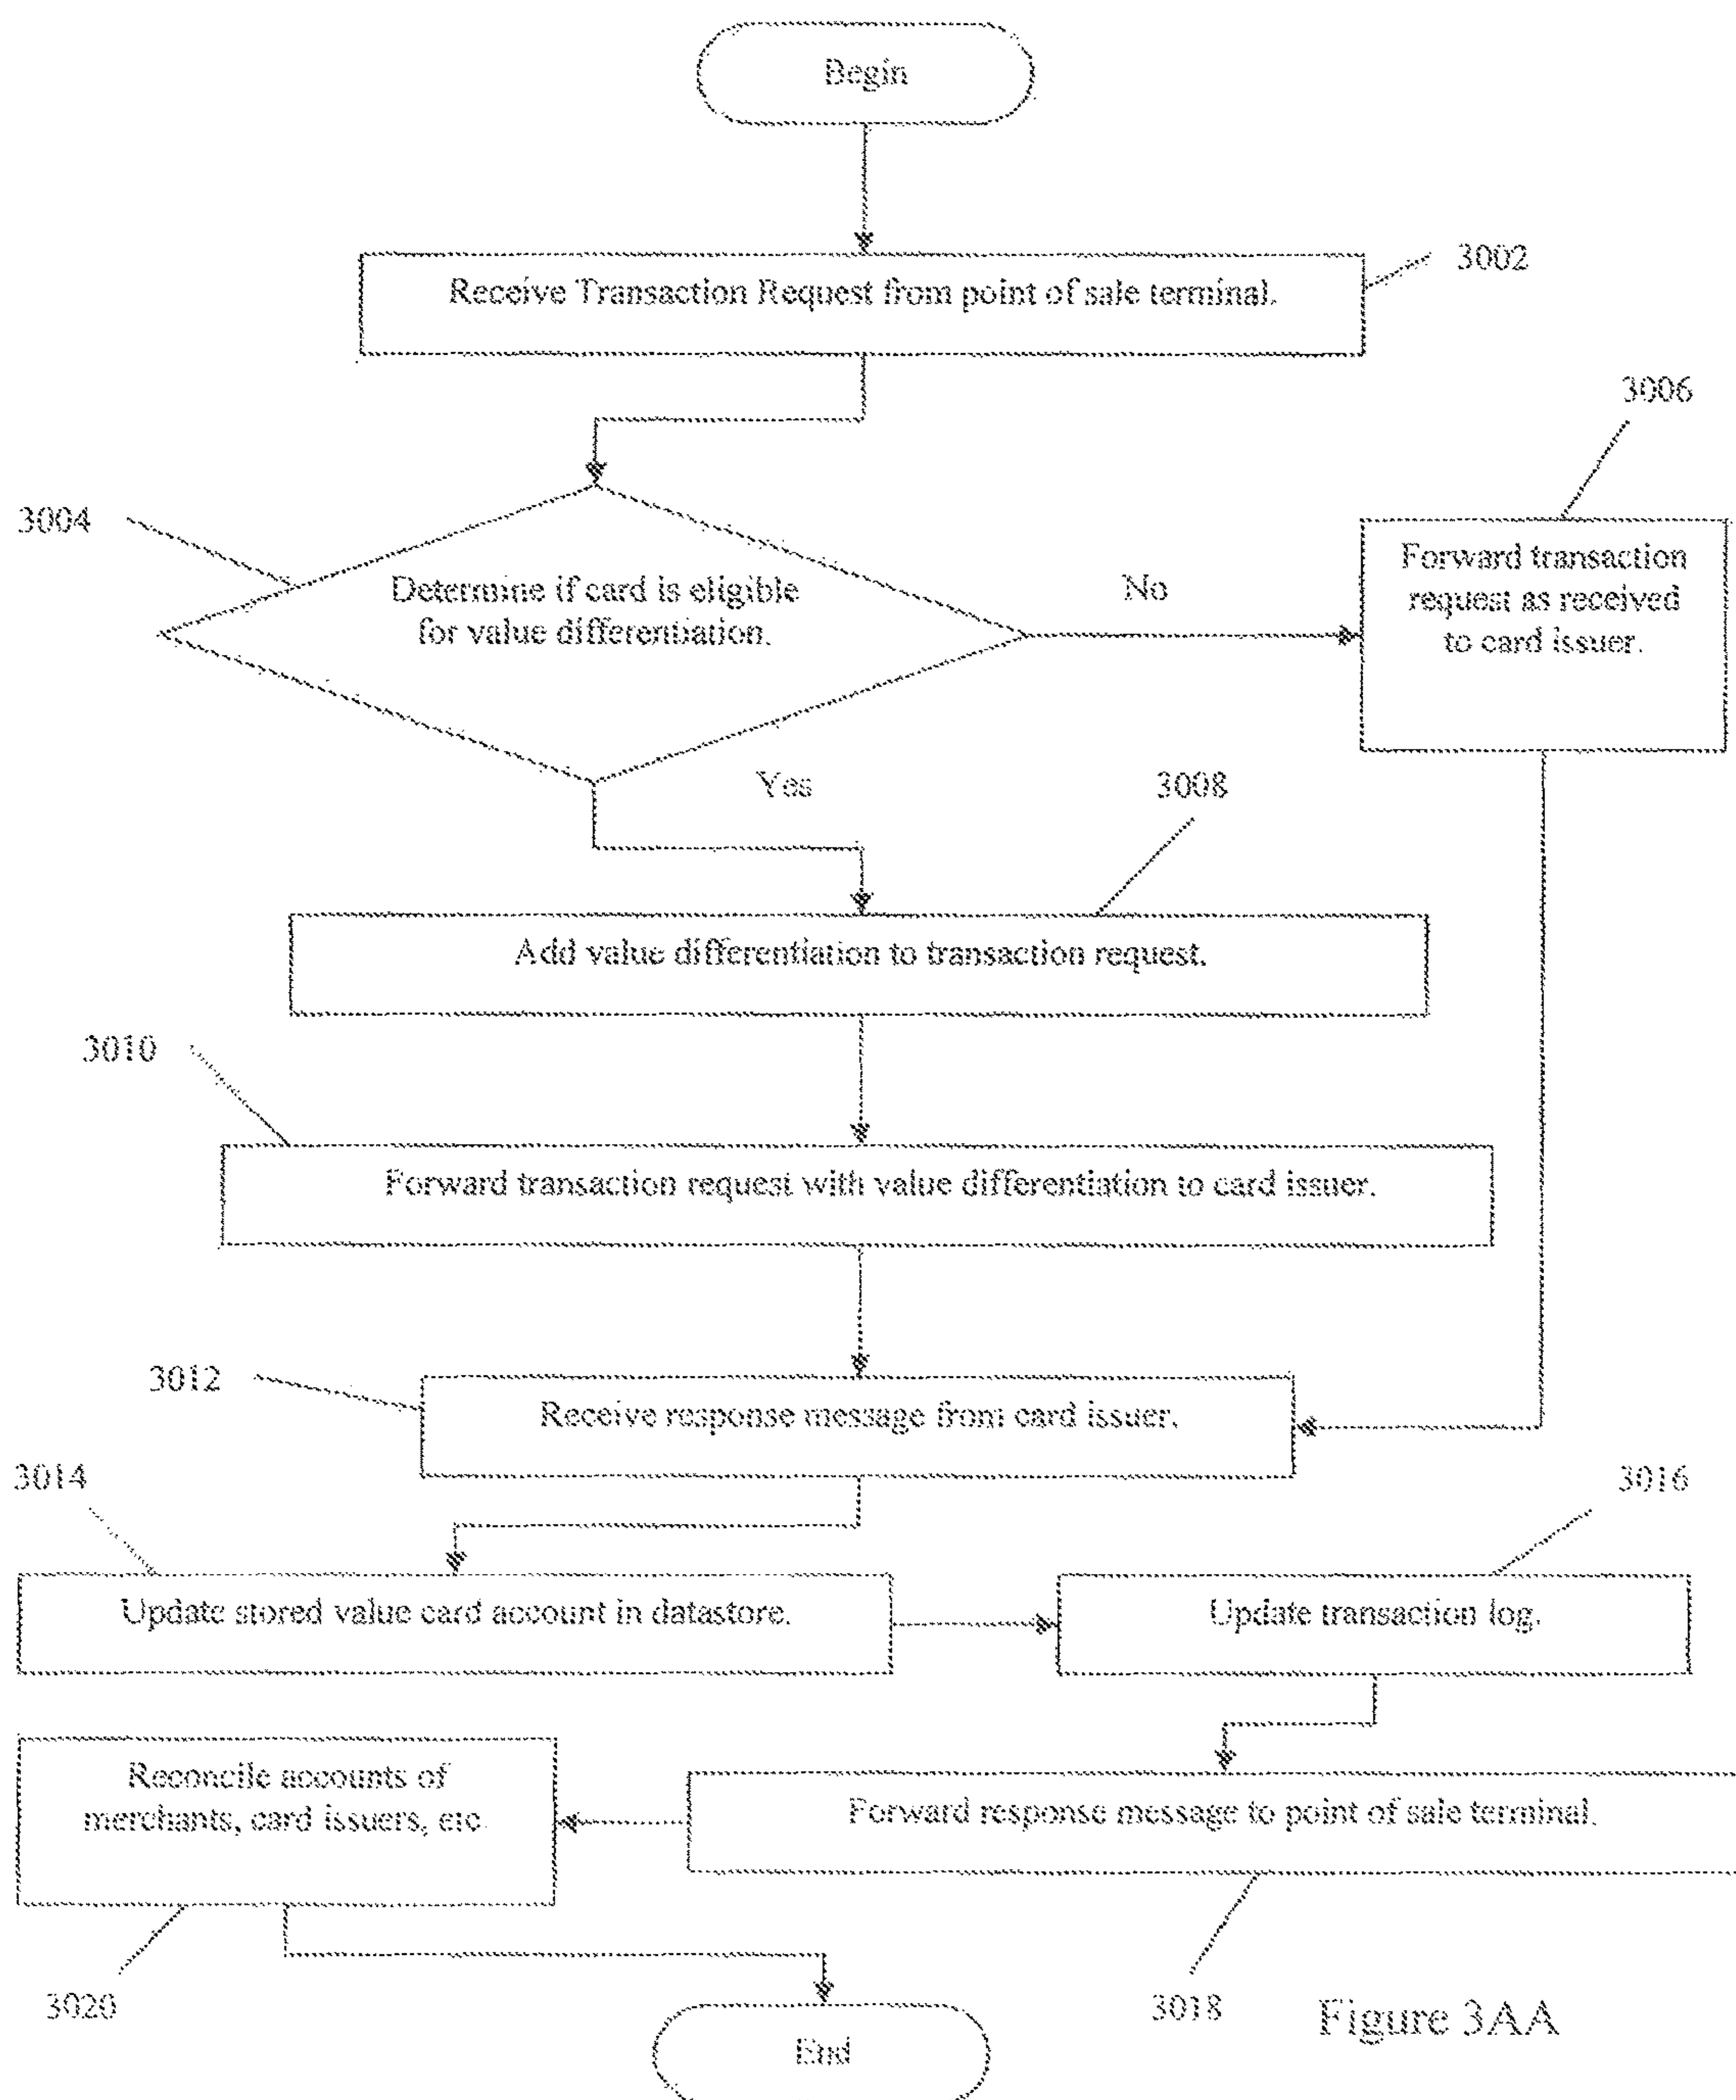 Begin
Receive Transaction Request from point of sale terminal.
3002
3006
3004
Determine if card is eligible
for value differentiation.
No
Forward transaction
request as received
to card issuer.
Yes
3008
Add value differentiation to transaction request.
3010
Forward transaction request with value differentiation to card issuer.
3012
Receive response message from card issuer.
3014
3016
Update stored value card account in datastore.
Update transaction log.
Reconcile accounts of
merchants, card issuers, etc.
Forward response message to point of sale terminal.
3020
3018
Figure 3AA
End